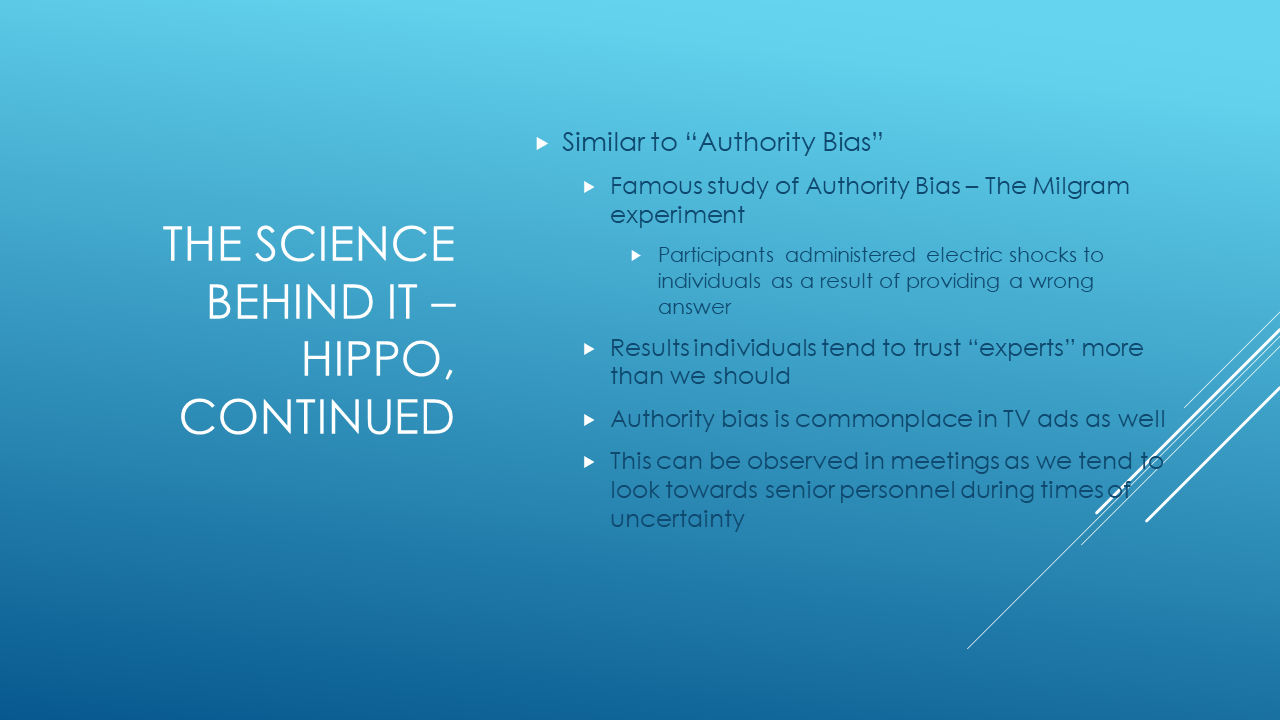 THE SCIENCE
BEHIND IT –
HIPPO,
CONTINUED
Similar to “Authority Bias”
Famous study of Authority Bias – The Milgram
experiment
Participants administered electric shocks to
individuals as a result of providing a wrong
answer
Results individuals tend to trust “experts” more
than we should
Authority bias is commonplace in TV ads as well
This can be observed in meetings as we tend to
look towards senior personnel during times of
uncertainty